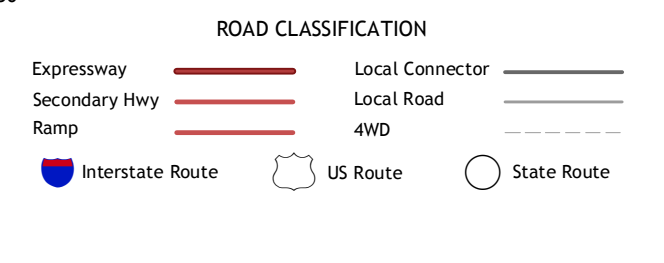 ROAD CLASSIFICATION
Expressway
Local Connector
Secondary Hwy
Local Road
Ramp
4WD
Interstate Route
US Route
State Route